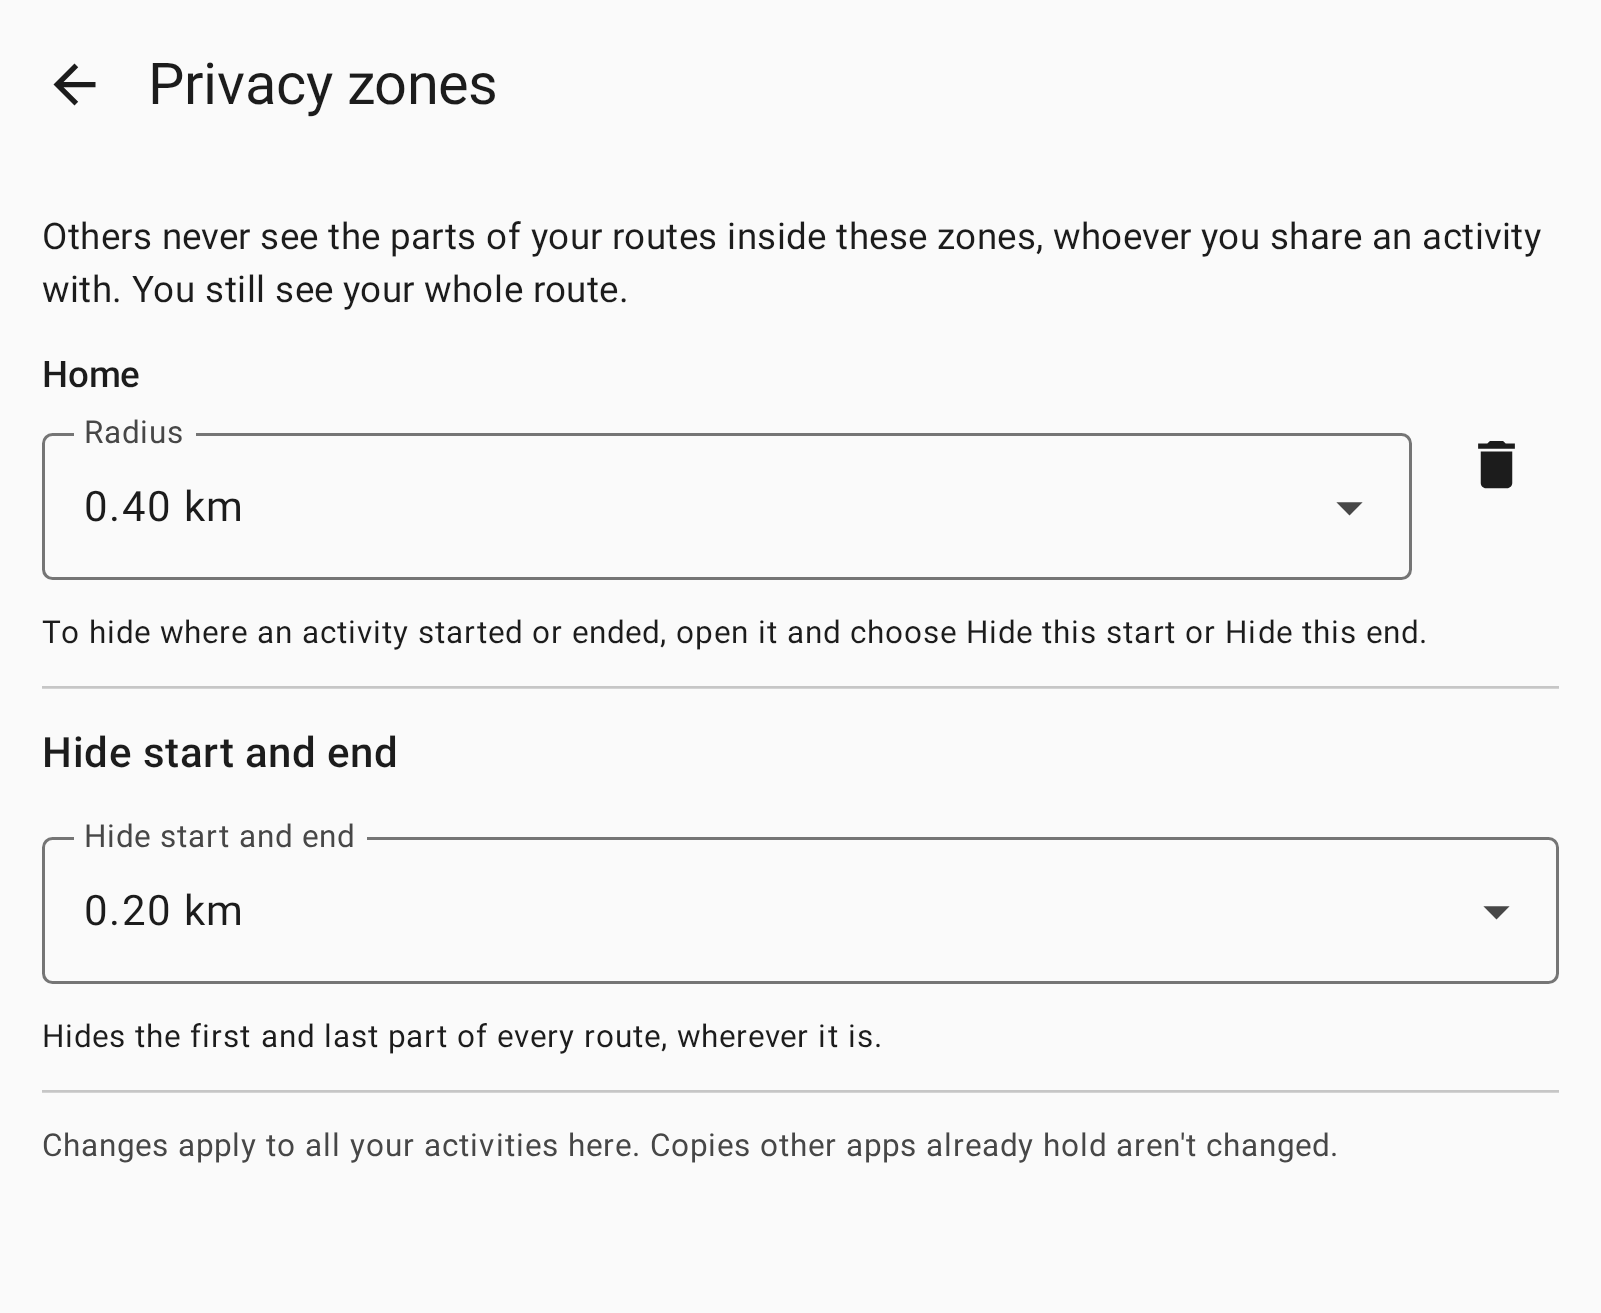 Privacy zones
Others never see the parts of your routes inside these zones, whoever you share an activity
with. You still see your whole route.
Home
Radius
0.40 km
To hide where an activity started or ended, open it and choose Hide this start or Hide this end.
Hide start and end
Hide start and end
0.20 km
Hides the first and last part of every route, wherever it is.
Changes apply to all your activities here. Copies other apps already hold aren't changed.